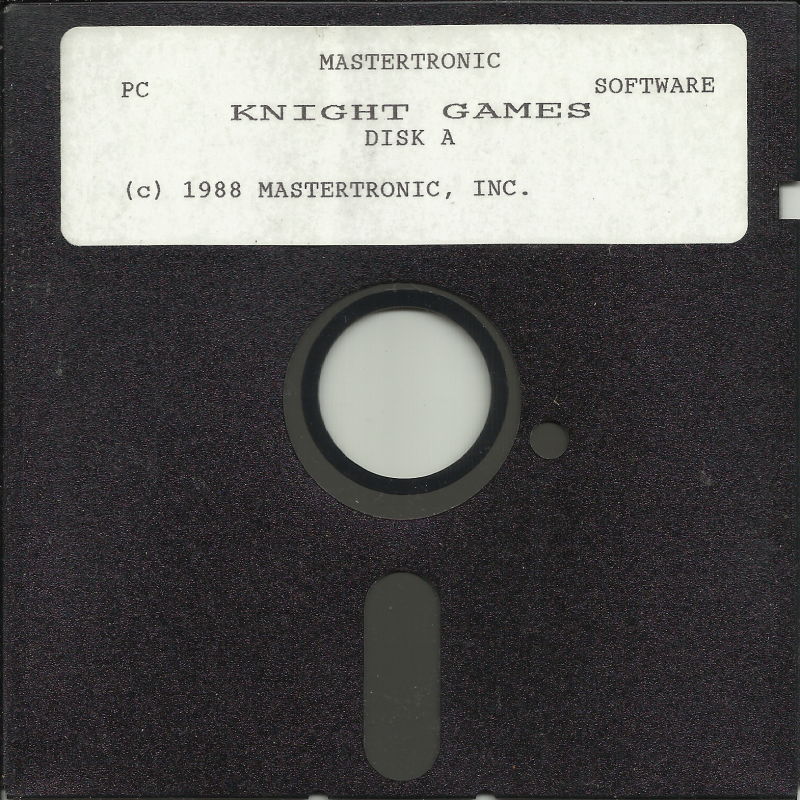 MASTERTRONIC
PC SOFTWARE
KNIGHT GAMES
DISK A
(c) 1988 MASTERTRONIC, INC.